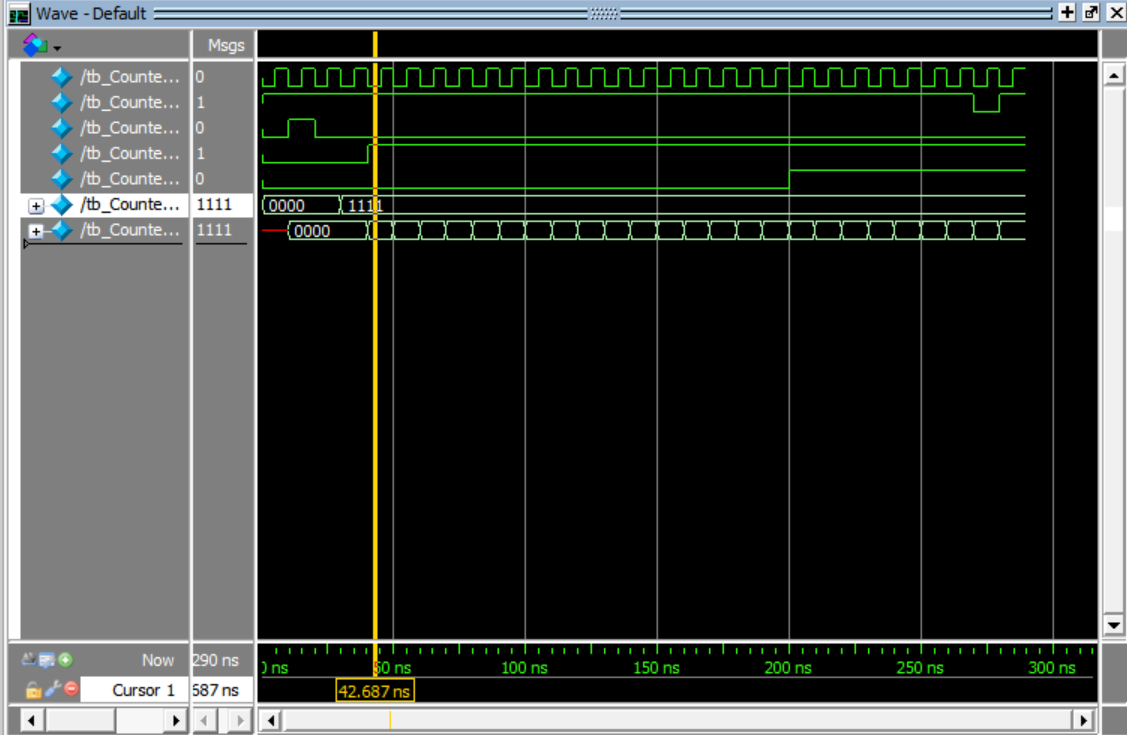 Wave - Default
Msgs
/tb_Counte... 0
/tb_Counte... 1
/tb_Counte... 0
/tb_Counte... 1
/tb_Counte... 0
/tb_Counte... 1111 0000 1111
/tb_Counte... 1111 0000
Now 290 ns
ns 50 ns 100 ns 150 ns 200 ns 250 ns 300 ns
Cursor 1 587 ns 42.687 ns